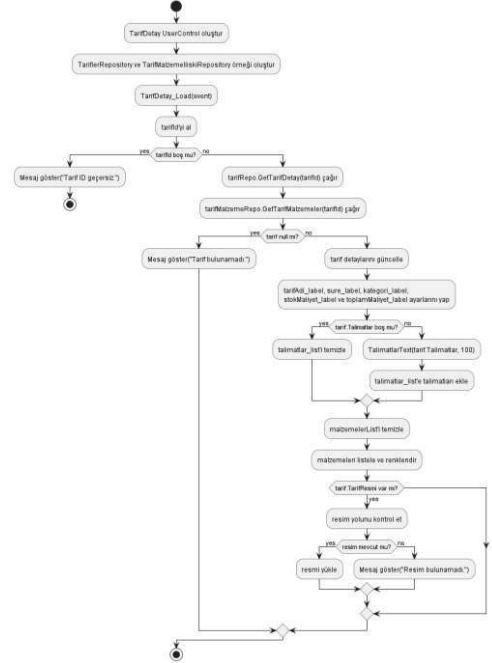 TarifDetay UserControl oluştur
TariflerRepository ve TarifMalzemeIliskiRepository örneği oluştur
TarifDetay_Load(event)
tarifId'yi al
yes
tarifId boş mu?
no
Mesaj göster("Tarif ID geçersiz.")
tarifRepo.GetTarifDetay(tarifId) çağır
tarifMalzemeRepo.GetTarifMalzemeler(tarifId) çağır
yes
tarif null mı?
no
Mesaj göster("Tarif bulunamadı.")
tarif detaylarını güncelle
tarifAdi_label, sure_label, kategori_label,
stokMaliyet_label ve toplamMaliyet_label ayarlarını yap
yes
tarif.Talimatlar boş mu?
no
talimatlar_list'i temizle
TalimatlarText(tarif.Talimatlar, 100)
talimatlar_list'e talimatları ekle
malzemelerList'i temizle
malzemeleri listele ve renklendir
tarif.TarifResmi var mı?
yes
resim yolunu kontrol et
yes
resim mevcut mu?
no
resmi yükle
Mesaj göster("Resim bulunamadı.")